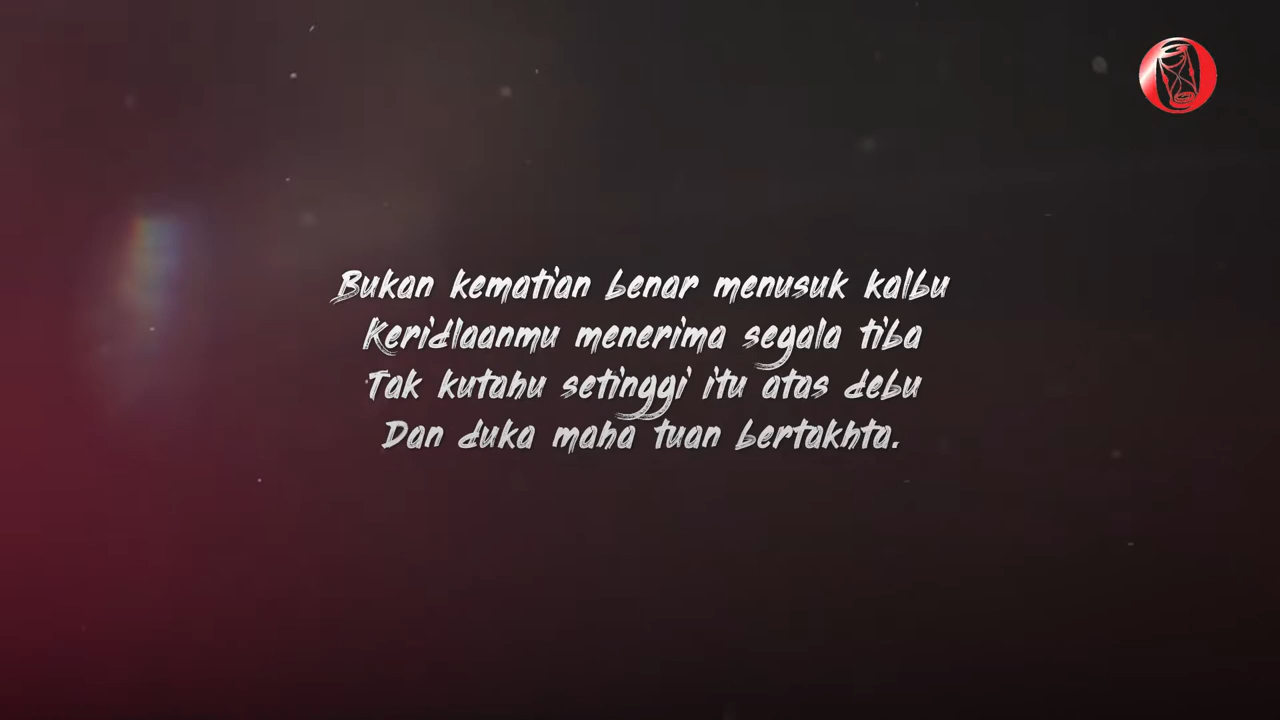 Bukan kematian benar menusuk kalbu
Keridlaanmu menerima segala tiba
Tak kutahu setinggi itu atas debu
Dan duka maha tuan bertakhta.